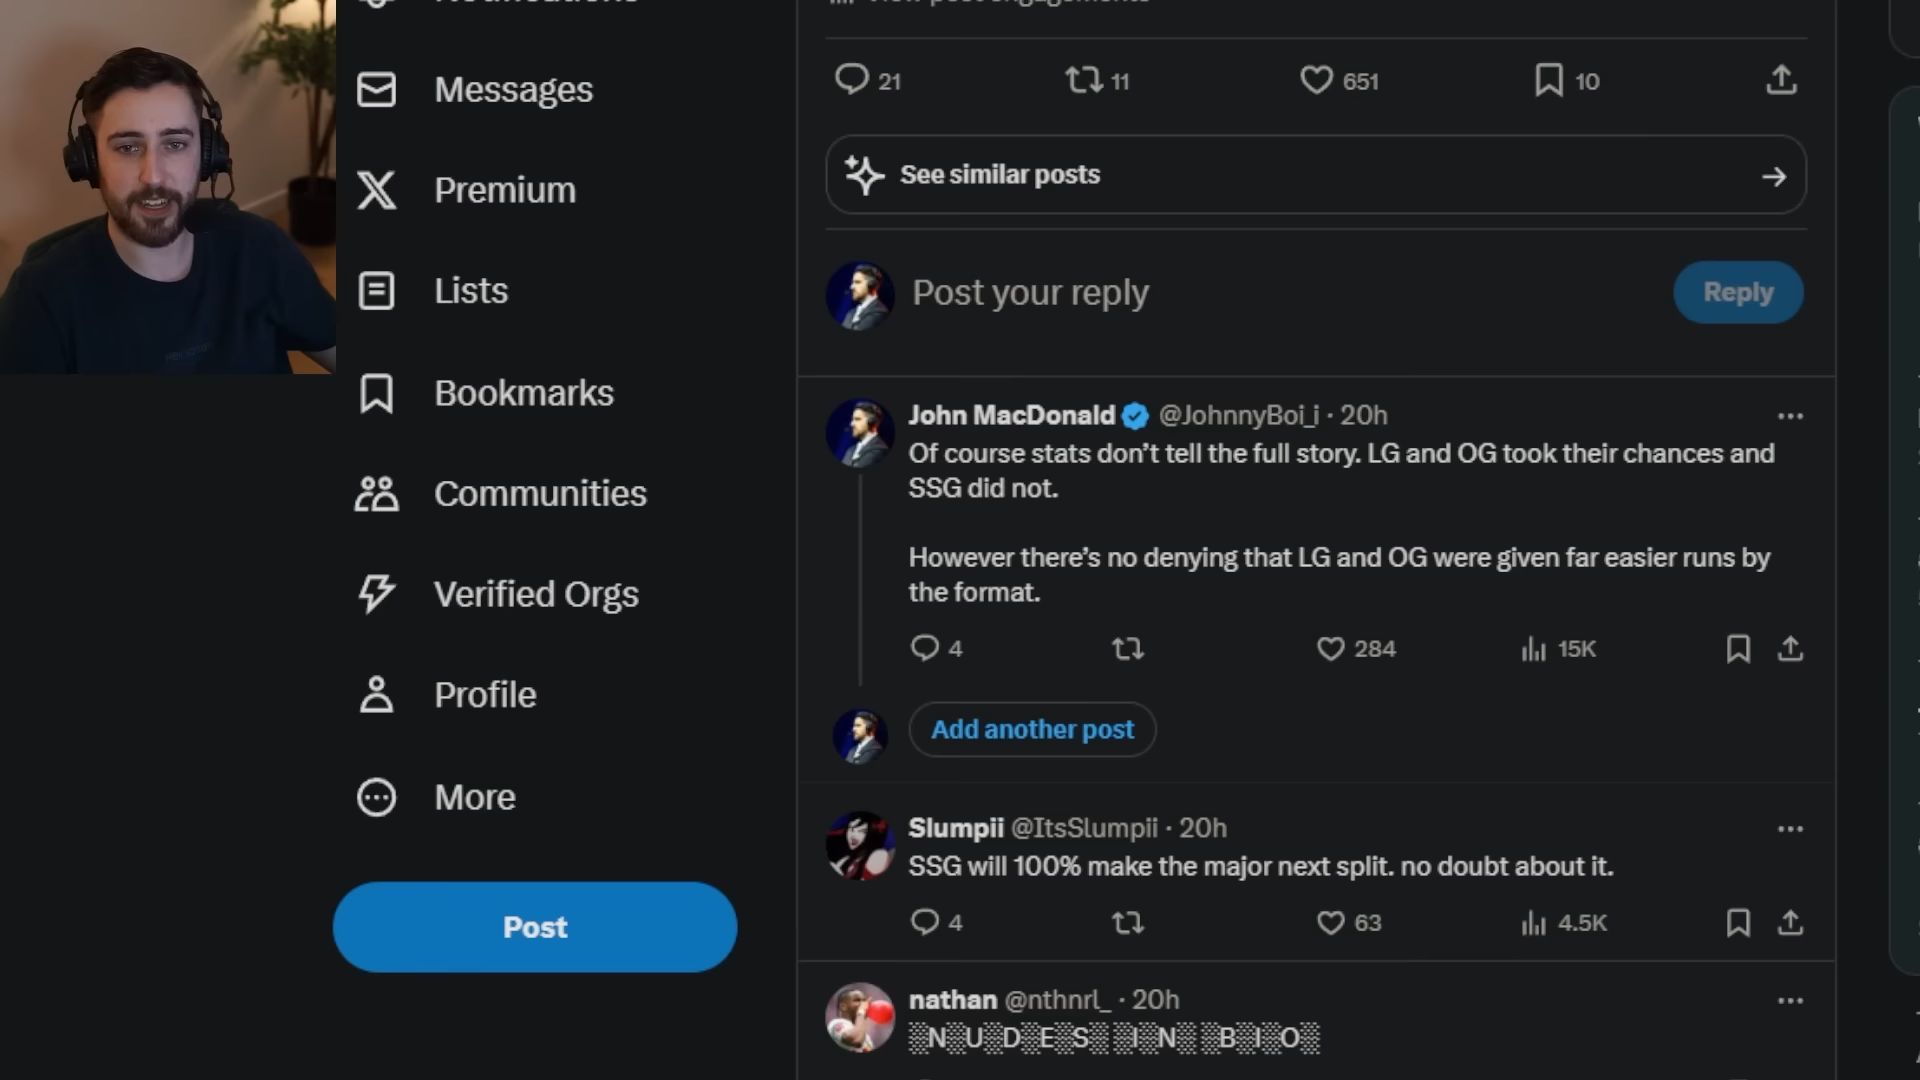 Notifications
View post engagements
Messages
21
11
651
10
Premium
See similar posts
Lists
Post your reply
Reply
Bookmarks
John MacDonald @JohnnyBoi_i · 20h
Of course stats don't tell the full story. LG and OG took their chances and
SSG did not.
Communities
However there's no denying that LG and OG were given far easier runs by
the format.
Verified Orgs
4
284
15K
Profile
Add another post
More
Slumpii @ItsSlumpii · 20h
SSG will 100% make the major next split. no doubt about it.
4
63
4.5K
Post
nathan @nthnrl_ · 20h
░N░U░D░E░S░ ░I░N░ ░B░I░O░